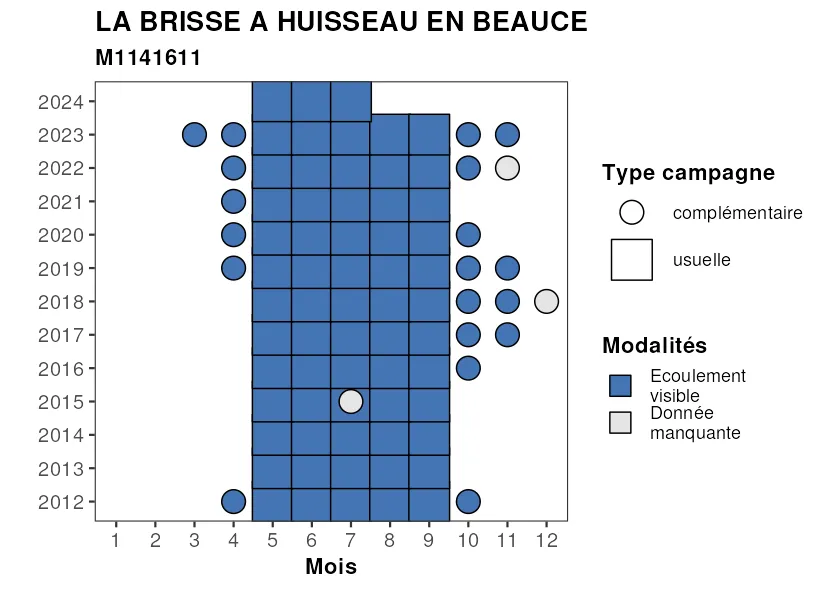 LA BRISSE A HUISSEAU EN BEAUCE
M1141611
2024
2023
2022
2021
2020
2019
2018
2017
2016
2015
2014
2013
2012
1 2 3 4 5 6 7 8 9 10 11 12
Mois
Type campagne
complémentaire
usuelle
Modalités
Ecoulement
visible
Donnée
manquante